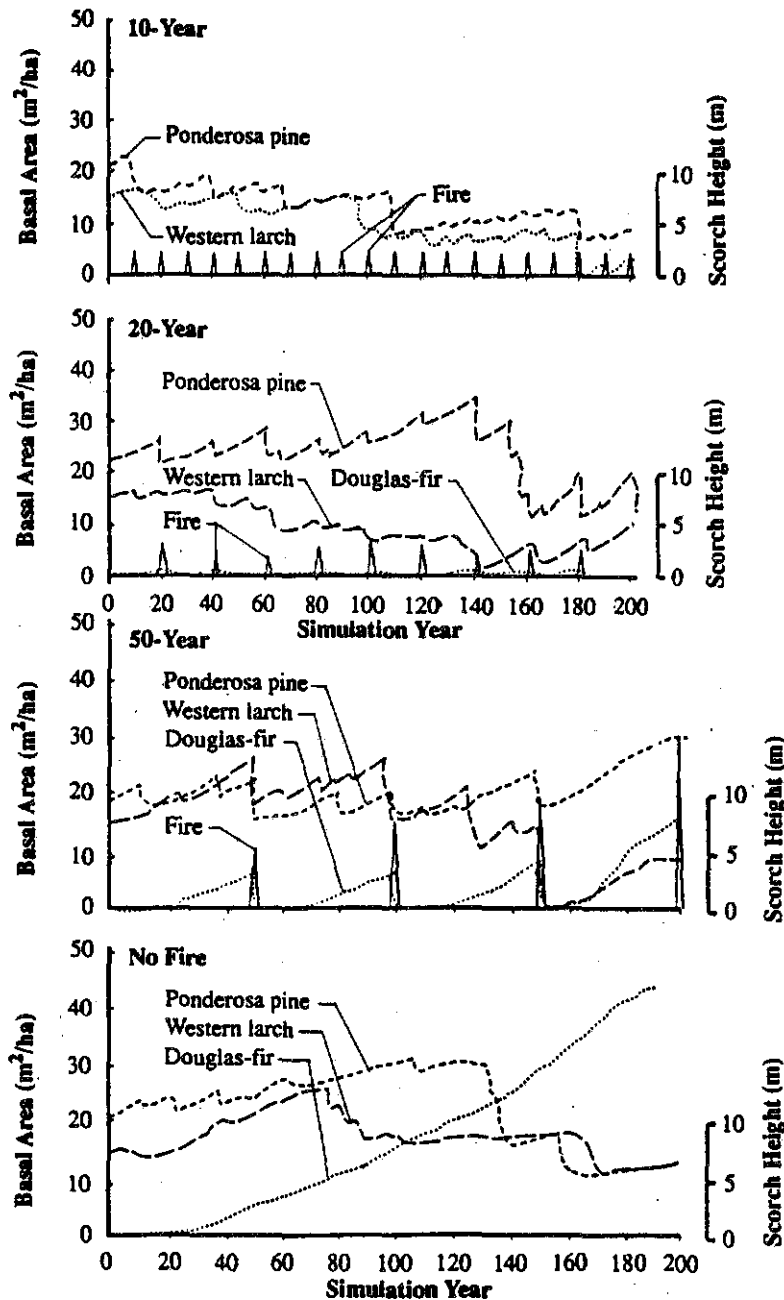 10-Year
Basal Area (m²/ha)
50
40
30
20
10
0
Ponderosa pine
Western larch
Fire
Scorch Height (m)
10
5
0
20-Year
Basal Area (m²/ha)
50
40
30
20
10
0
Ponderosa pine
Western larch
Douglas-fir
Fire
Scorch Height (m)
10
5
0
0 20 40 60 80 100 120 140 160 180 200
Simulation Year
50-Year
Basal Area (m²/ha)
50
40
30
20
10
0
Ponderosa pine
Western larch
Douglas-fir
Fire
Scorch Height (m)
10
5
0
No Fire
Basal Area (m²/ha)
50
40
30
20
10
0
Ponderosa pine
Western larch
Douglas-fir
Scorch Height (m)
10
5
0
0 20 40 60 80 100 120 140 160 180 200
Simulation Year